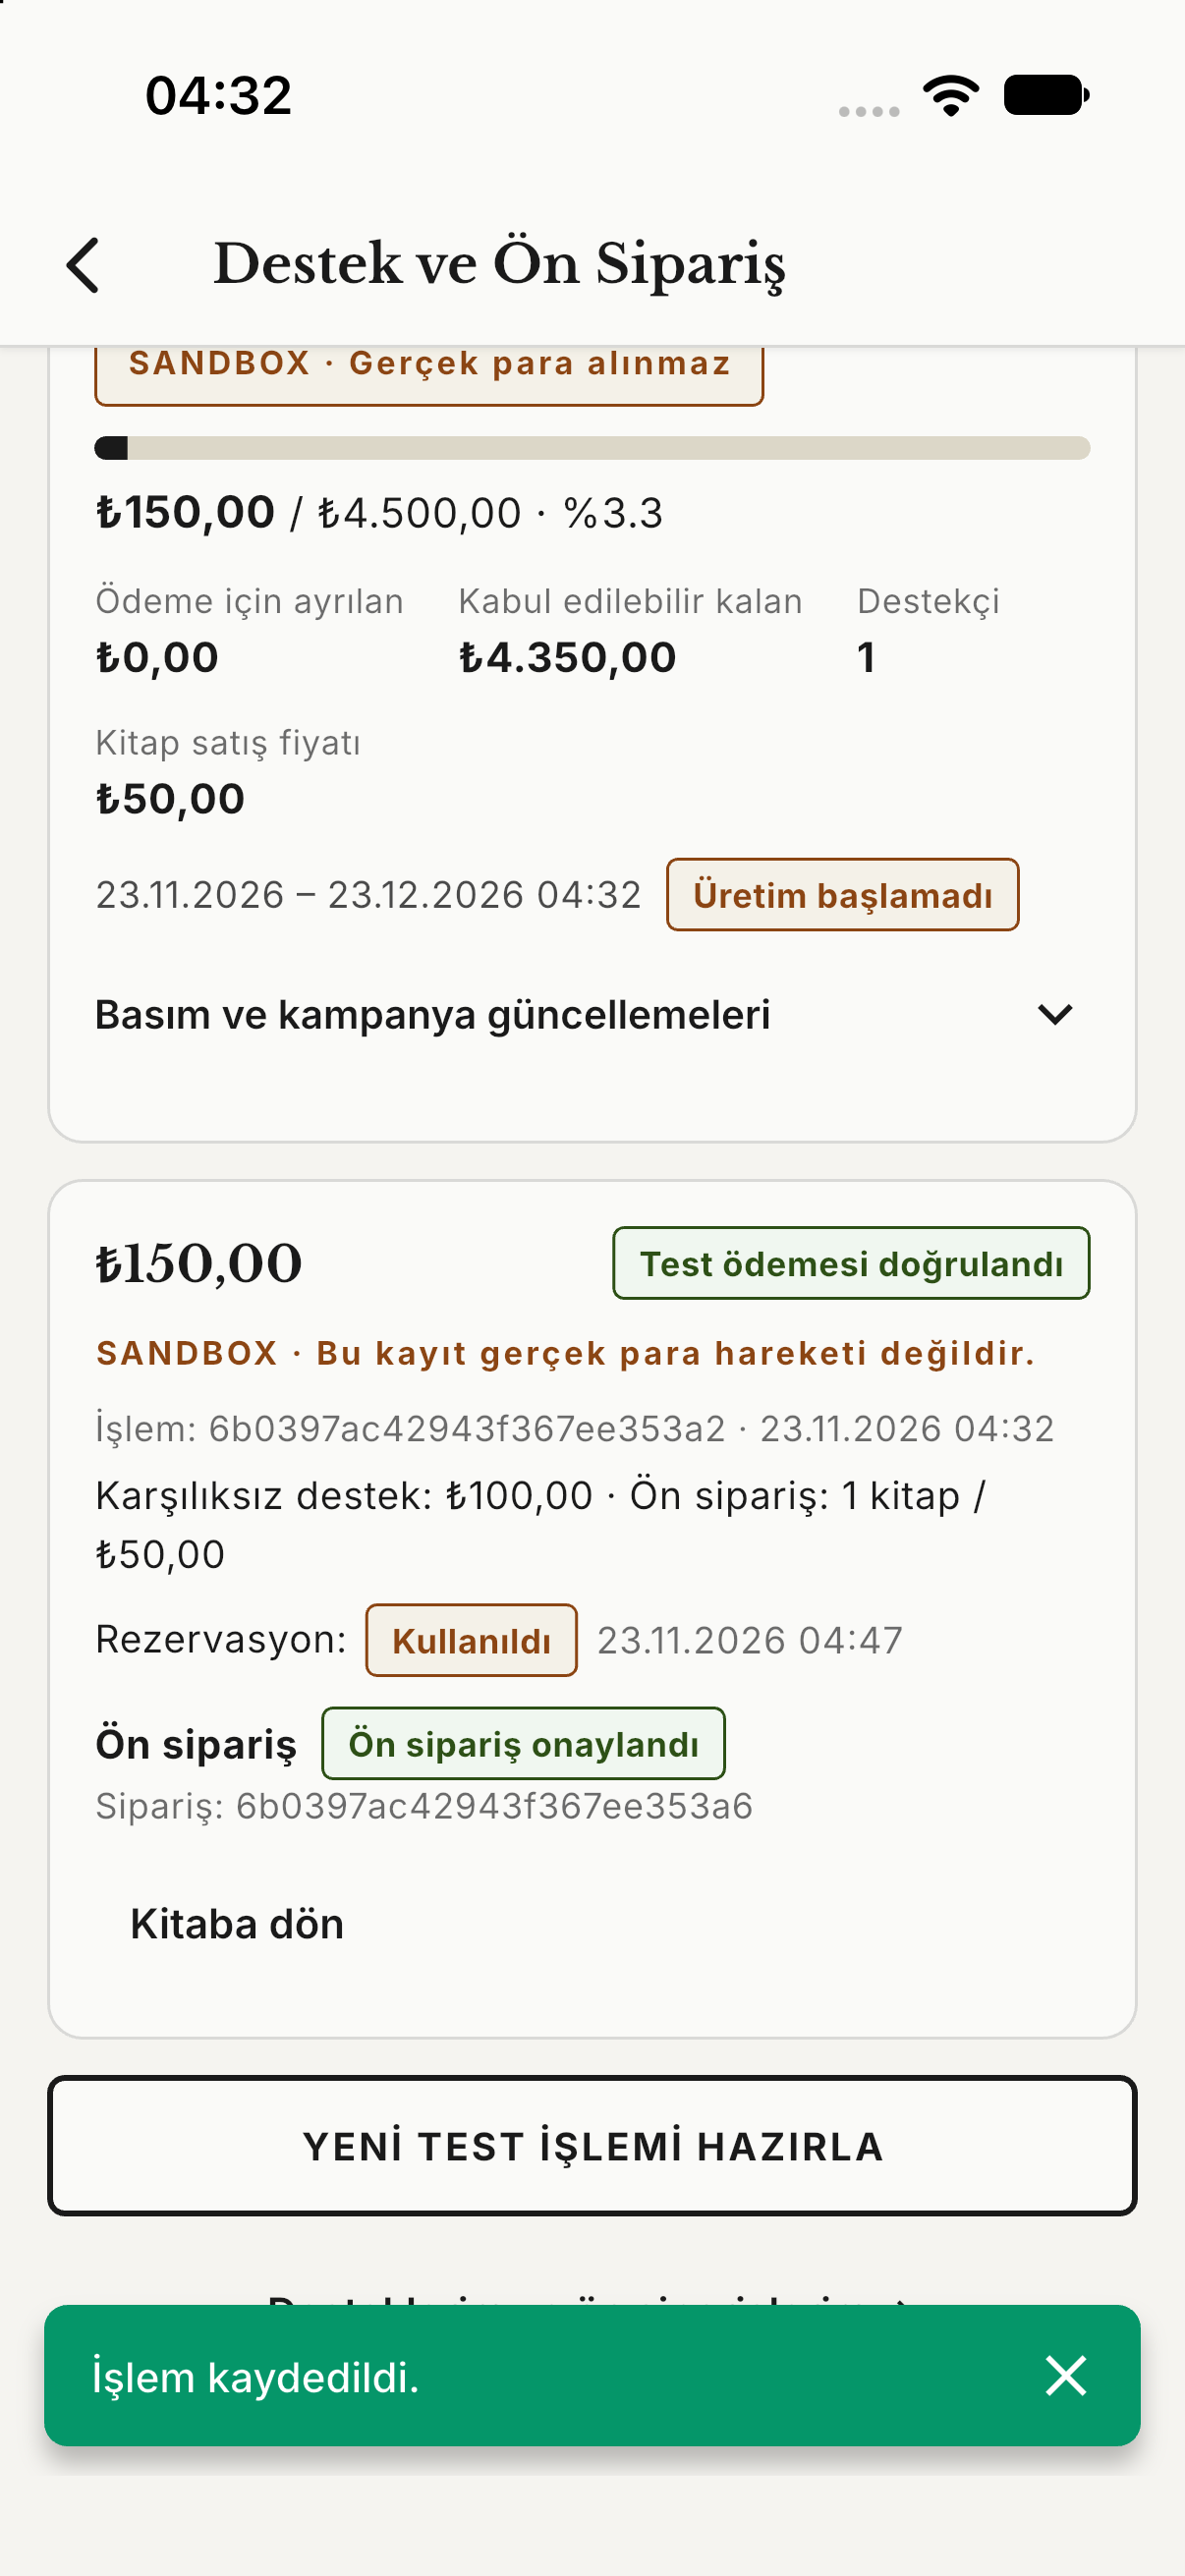 04:32
Destek ve Ön Sipariş
SANDBOX · Gerçek para alınmaz
₺150,00 / ₺4.500,00 · %3.3
Ödeme için ayrılan Kabul edilebilir kalan Destekçi
₺0,00 ₺4.350,00 1
Kitap satış fiyatı
₺50,00
23.11.2026 – 23.12.2026 04:32 Üretim başlamadı
Basım ve kampanya güncellemeleri
₺150,00 Test ödemesi doğrulandı
SANDBOX · Bu kayıt gerçek para hareketi değildir.
İşlem: 6b0397ac42943f367ee353a2 · 23.11.2026 04:32
Karşılıksız destek: ₺100,00 · Ön sipariş: 1 kitap /
₺50,00
Rezervasyon: Kullanıldı 23.11.2026 04:47
Ön sipariş Ön sipariş onaylandı
Sipariş: 6b0397ac42943f367ee353a6
Kitaba dön
YENİ TEST İŞLEMİ HAZIRLA
İşlem kaydedildi.